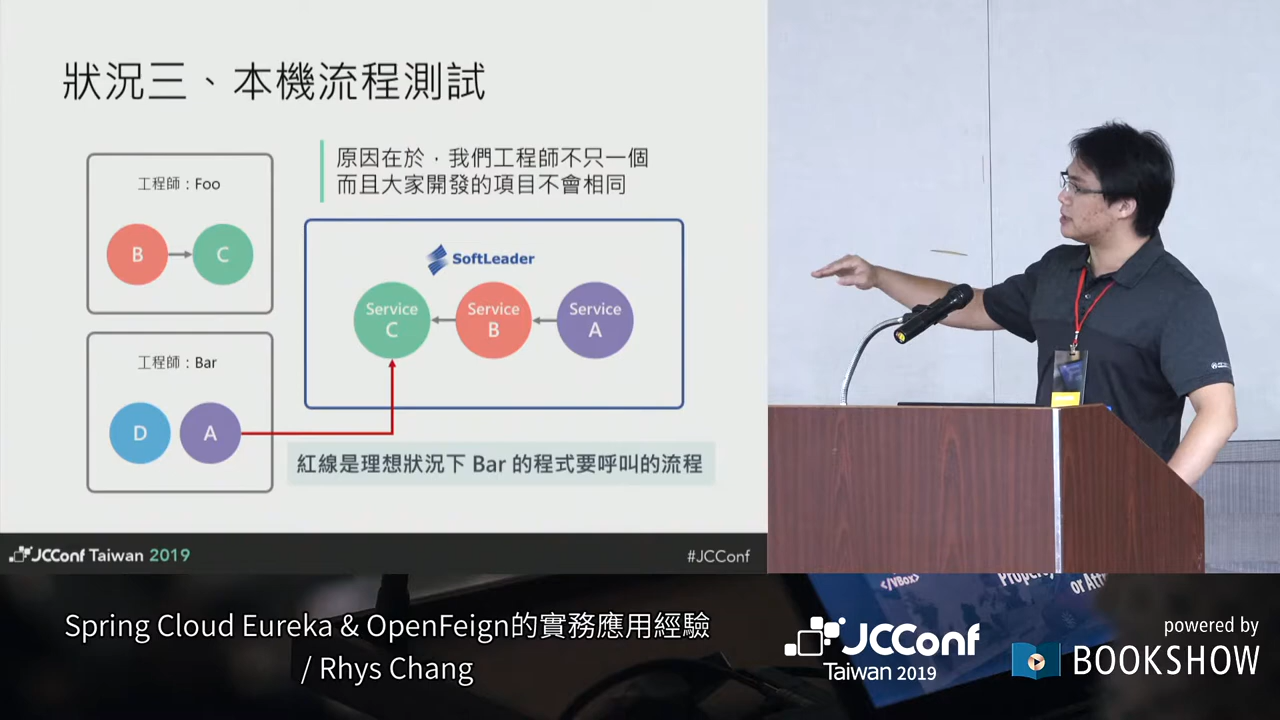 狀況三、本機流程測試
原因在於，我們工程師不只一個
而且大家開發的項目不會相同
工程師：Foo
B
C
SoftLeader
Service
C
Service
B
Service
A
工程師：Bar
D
A
紅線是理想狀況下 Bar 的程式要呼叫的流程
JCConf Taiwan 2019
#JCConf
</VBox>
Spring Cloud Eureka & OpenFeign的實務應用經驗
/ Rhys Chang
JCConf
Taiwan 2019
powered by
BOOKSHOW